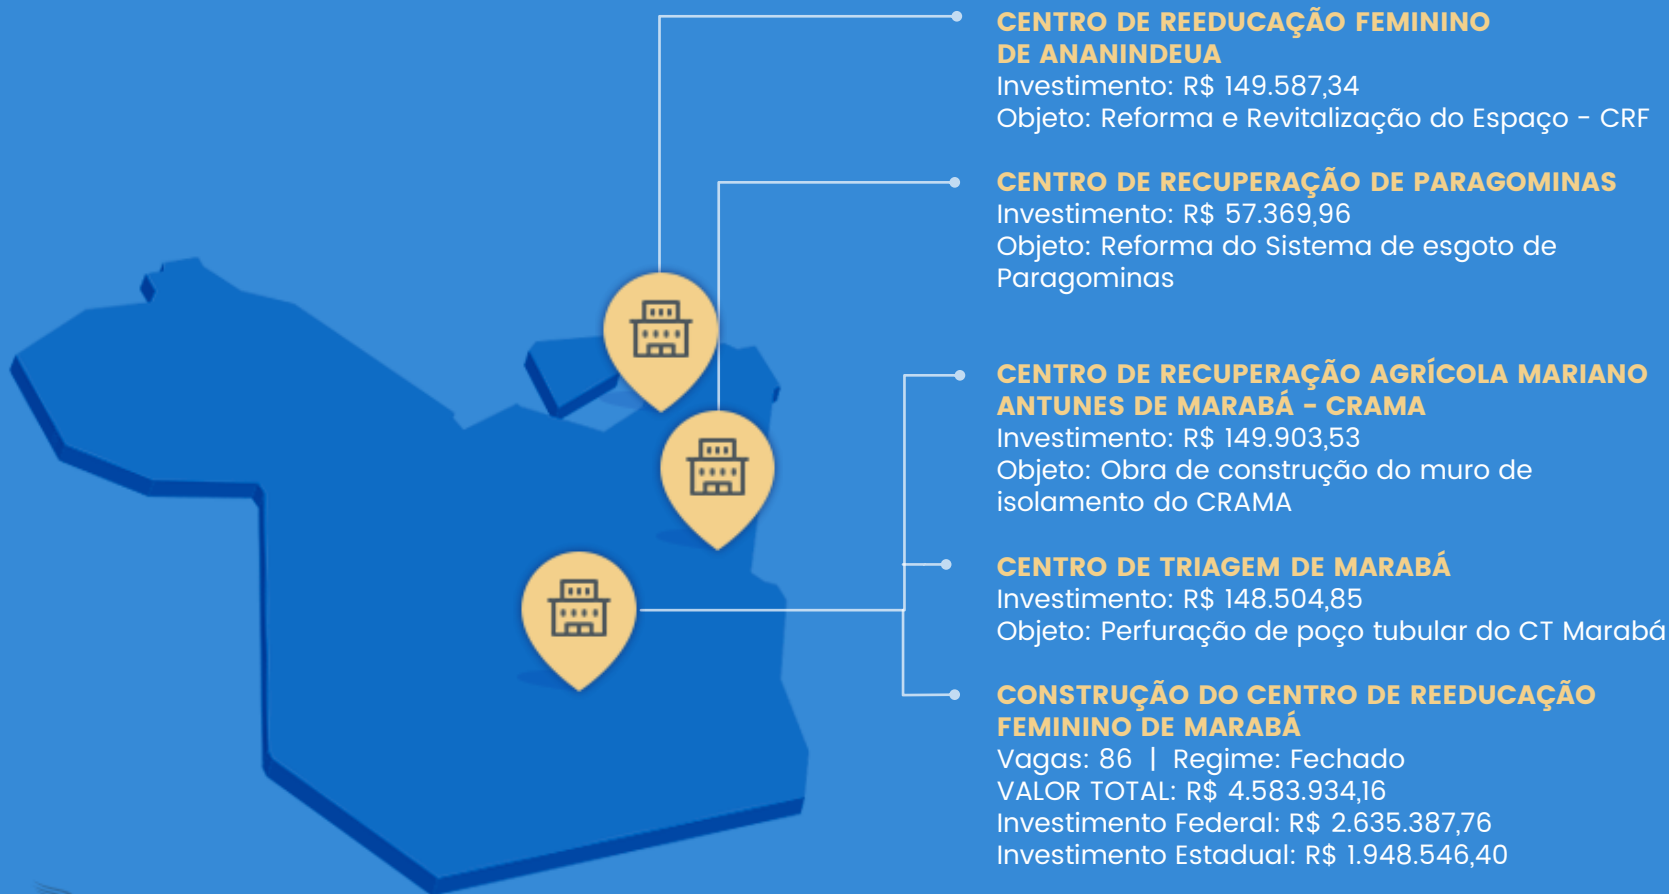 CENTRO DE REEDUCAÇÃO FEMININO
DE ANANINDEUA
Investimento: R$ 149.587,34
Objeto: Reforma e Revitalização do Espaço - CRF
CENTRO DE RECUPERAÇÃO DE PARAGOMINAS
Investimento: R$ 57.369,96
Objeto: Reforma do Sistema de esgoto de
Paragominas
CENTRO DE RECUPERAÇÃO AGRÍCOLA MARIANO
ANTUNES DE MARABÁ - CRAMA
Investimento: R$ 149.903,53
Objeto: Obra de construção do muro de
isolamento do CRAMA
CENTRO DE TRIAGEM DE MARABÁ
Investimento: R$ 148.504,85
Objeto: Perfuração de poço tubular do CT Marabá
CONSTRUÇÃO DO CENTRO DE REEDUCAÇÃO
FEMININO DE MARABÁ
Vagas: 86 | Regime: Fechado
VALOR TOTAL: R$ 4.583.934,16
Investimento Federal: R$ 2.635.387,76
Investimento Estadual: R$ 1.948.546,40